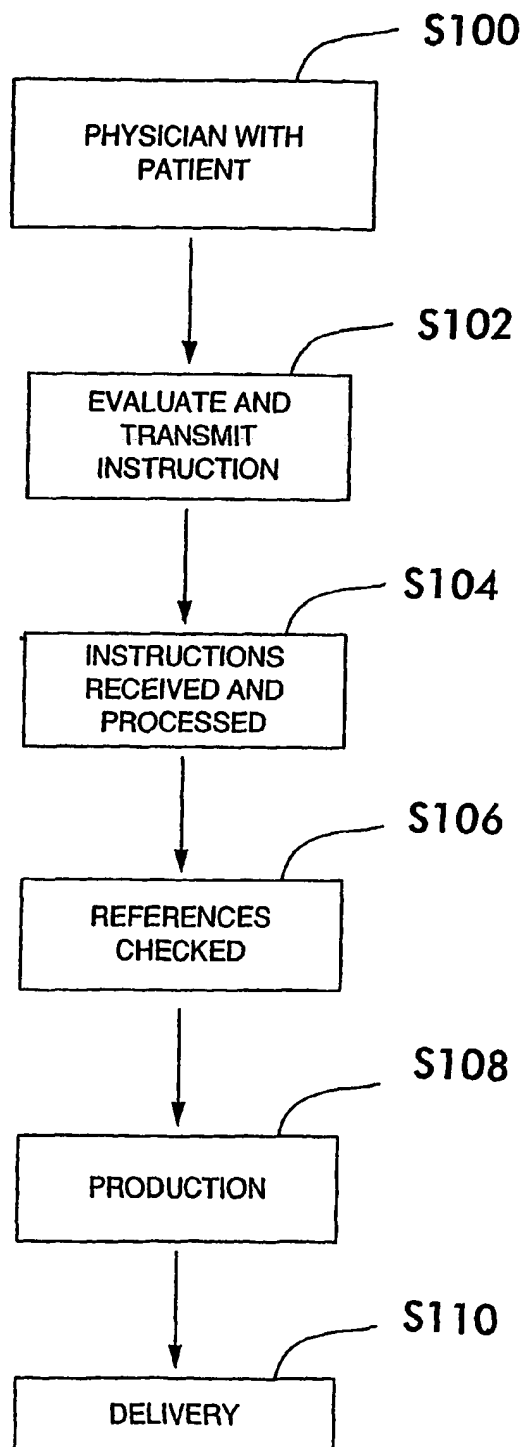 S100
PHYSICIAN WITH
PATIENT
S102
EVALUATE AND
TRANSMIT
INSTRUCTION
S104
INSTRUCTIONS
RECEIVED AND
PROCESSED
S106
REFERENCES
CHECKED
S108
PRODUCTION
S110
DELIVERY